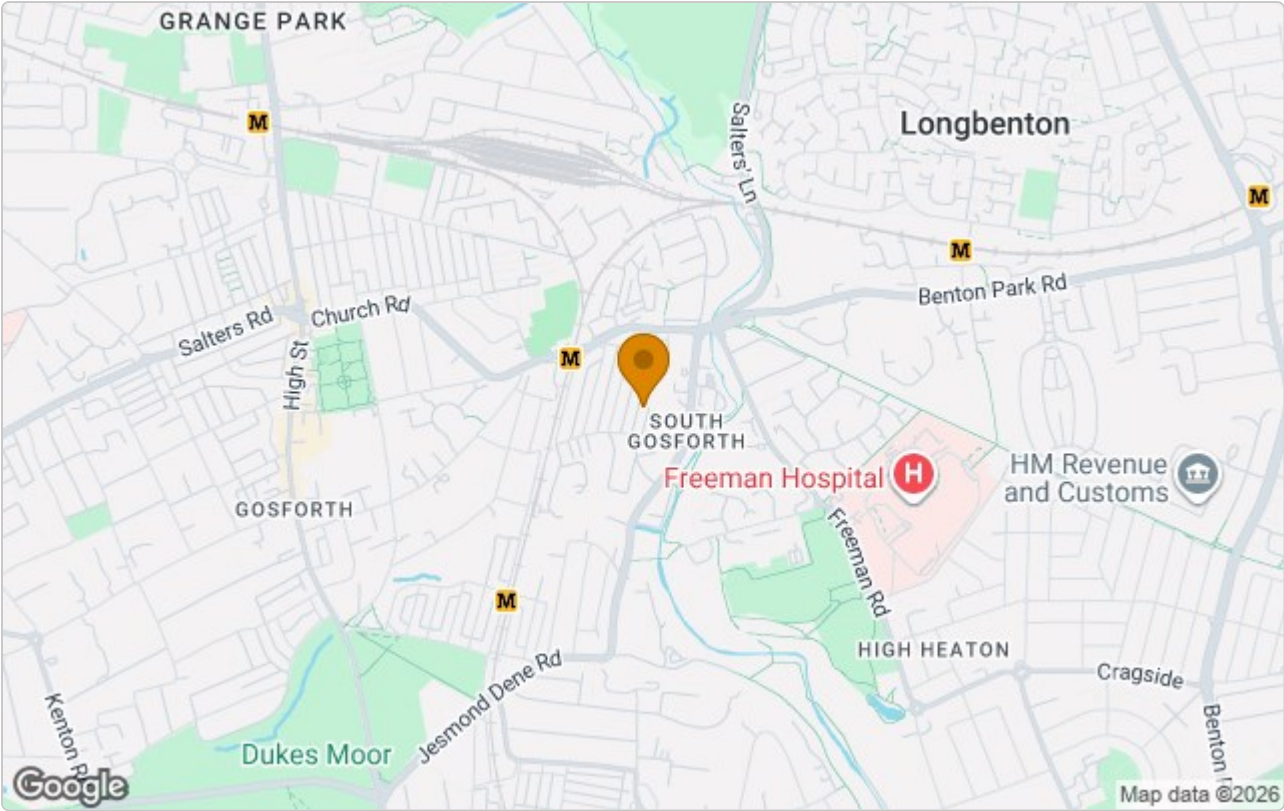 GRANGE PARK
M
Salters' Ln
Longbenton
M
M
Benton Park Rd
Salters Rd
Church Rd
High St
M
SOUTH
GOSFORTH
Freeman Hospital
H
HM Revenue
and Customs
GOSFORTH
Freeman Rd
M
HIGH HEATON
Jesmond Dene Rd
Cragside
Kenton Rd
Benton
Dukes Moor
Google
Map data ©2026